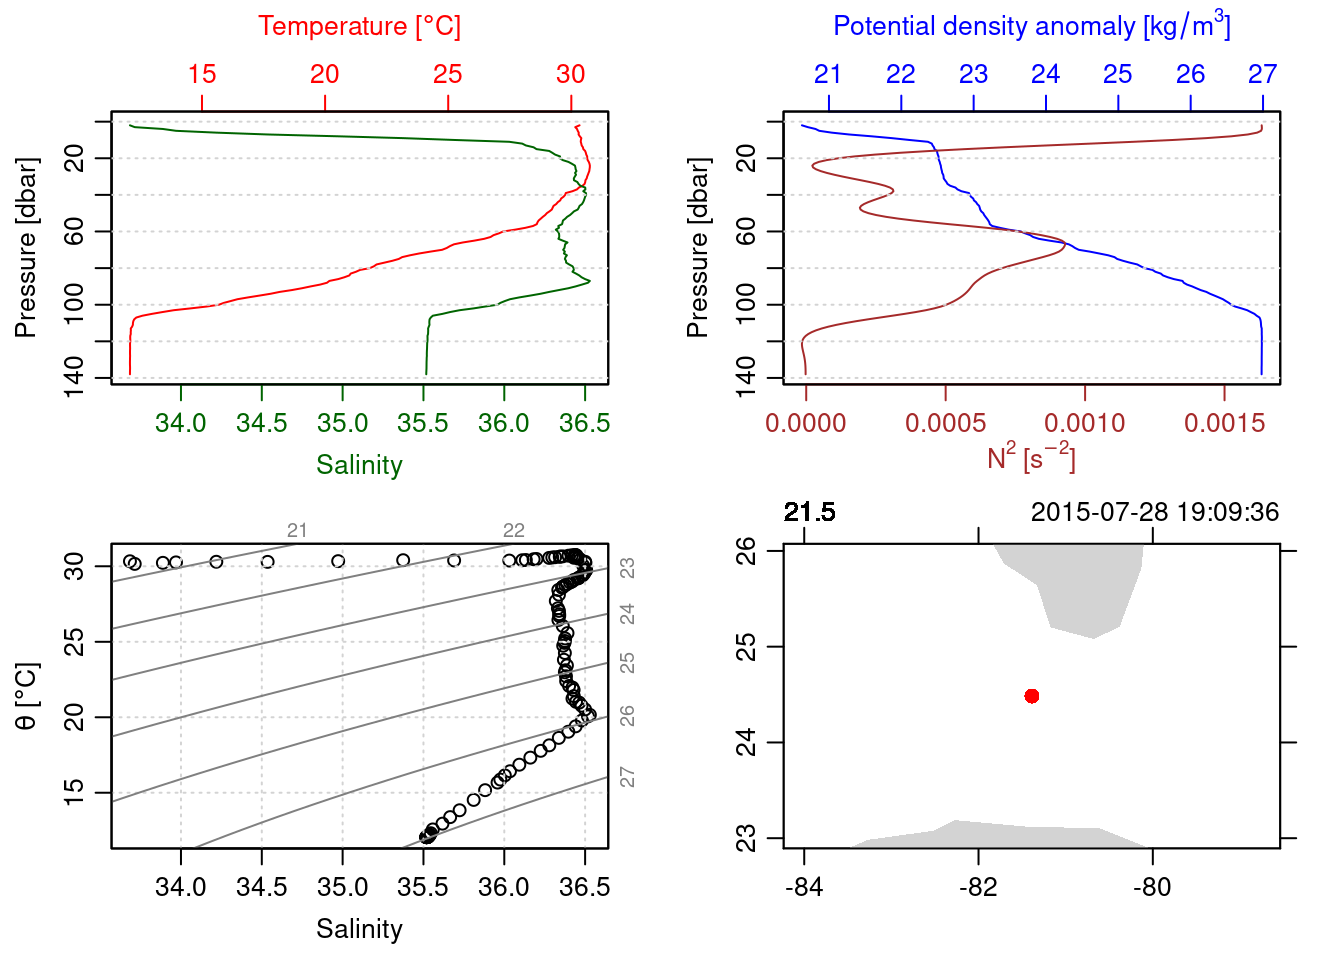 Temperature [°C]
15 20 25 30
Pressure [dbar]
20 60 100 140
34.0 34.5 35.0 35.5 36.0 36.5
Salinity
Potential density anomaly [kg/m³]
21 22 23 24 25 26 27
Pressure [dbar]
20 60 100 140
0.0000 0.0005 0.0010 0.0015
N² [s⁻²]
21 22
θ [°C]
30 25 20 15
23
24
25
26
27
34.0 34.5 35.0 35.5 36.0 36.5
Salinity
21.5 2015-07-28 19:09:36
26
25
24
23
-84 -82 -80